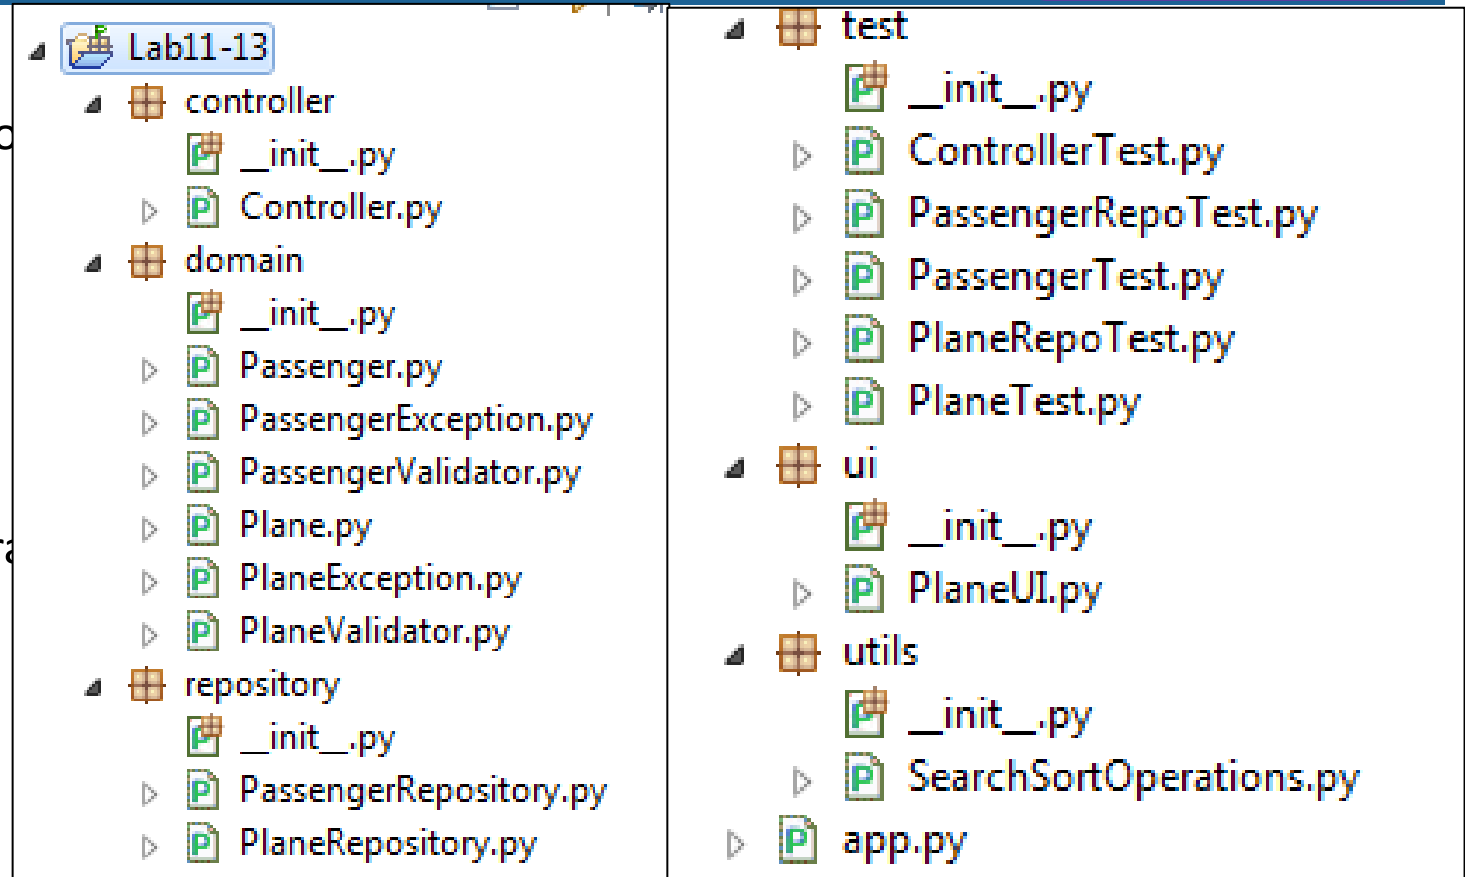 Lab11-13
controller
__init__.py
Controller.py
domain
__init__.py
Passenger.py
PassengerException.py
PassengerValidator.py
Plane.py
PlaneException.py
PlaneValidator.py
repository
__init__.py
PassengerRepository.py
PlaneRepository.py
test
__init__.py
ControllerTest.py
PassengerRepoTest.py
PassengerTest.py
PlaneRepoTest.py
PlaneTest.py
ui
__init__.py
PlaneUI.py
utils
__init__.py
SearchSortOperations.py
app.py